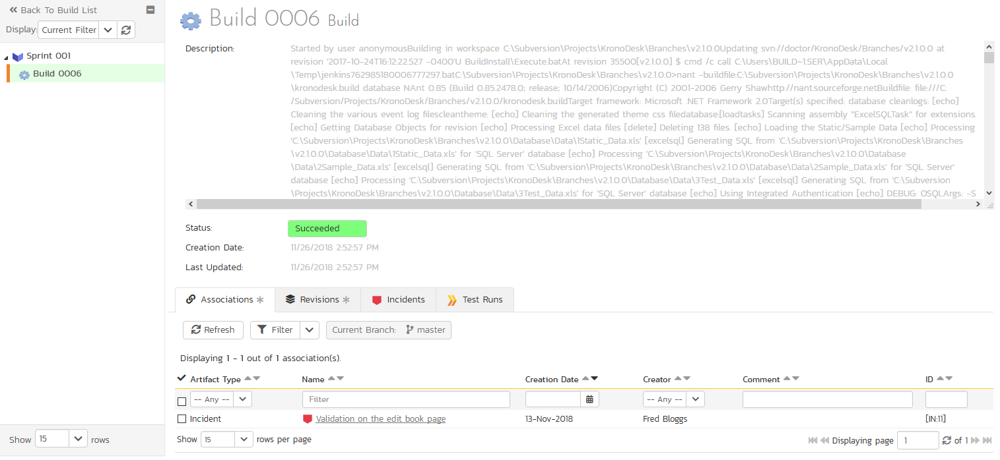 Back To Build List
Display: Current Filter
Sprint 001
Build 0006
Show 15 rows
Build 0006 Build
Description:
Started by user anonymousBuilding in workspace C:\Subversion\Projects\KronoDesk\Branches\v2.1.0.0Updating svn://doctor/KronoDesk/Branches/v2.1.0.0 at
revision '2017-10-24T16:12:22.527 -0400'U BuildInstall\Execute.batAt revision 35500[v2.1.0.0] $ cmd /c call C:\Users\BUILD~1.SER\AppData\Local
\Temp\jenkins7629851800067​77297.batC:\Subversion\Projects\KronoDesk\Branches\v2.1.0.0>nant -buildfile:C:\Subversion\Projects\KronoDesk\Branches\v2.1.0.0
\kronodesk.build database NAnt 0.85 (Build 0.85.2478.0; release; 10/14/2006)Copyright (C) 2001-2006 Gerry Shawhttp://nant.sourceforge.netBuildfile: file:///C:
/Subversion/Projects/KronoDesk/Branches/v2.1.0.0/kronodesk.buildTarget framework: Microsoft .NET Framework 2.0Target(s) specified: database cleanlogs: [echo]
Cleaning the various event log filescleantheme: [echo] Cleaning the generated theme css filedatabase:[loadtasks] Scanning assembly "ExcelSQLTask" for extensions.
[echo] Getting Database Objects for revision [echo] Processing Excel data files [delete] Deleting 138 files. [echo] Loading the Static/Sample Data [echo] Processing
'C:\Subversion\Projects\KronoDesk\Branches\v2.1.0.0\Database\Data\1Static_Data.xls' [excelsql] Generating SQL from 'C:\Subversion\Projects\KronoDesk\Branches
\v2.1.0.0\Database\Data\1Static_Data.xls' for 'SQL Server' database [echo] Processing 'C:\Subversion\Projects\KronoDesk\Branches\v2.1.0.0\Database
\Data\2Sample_Data.xls' [excelsql] Generating SQL from 'C:\Subversion\Projects\KronoDesk\Branches\v2.1.0.0\Database\Data\2Sample_Data.xls' for 'SQL Server'
database [echo] Processing 'C:\Subversion\Projects\KronoDesk\Branches\v2.1.0.0\Database\Data\3Test_Data.xls' [excelsql] Generating SQL from 'C:\Subversion
\Projects\KronoDesk\Branches\v2.1.0.0\Database\Data\3Test_Data.xls' for 'SQL Server' database [echo] Using Integrated Authentication [echo] DEBUG: OSQLArgs: -S
Status: Succeeded
Creation Date: 11/26/2018 2:52:57 PM
Last Updated: 11/26/2018 2:52:57 PM
Associations * Revisions * Incidents Test Runs
Refresh Filter Current Branch: master
Displaying 1 - 1 out of 1 association(s).
Artifact Type Name Creation Date Creator Comment ID
-- Any -- Filter -- Any --
Incident Validation on the edit book page 13-Nov-2018 Fred Bloggs [IN:11]
Show 15 rows per page Displaying page 1 of 1